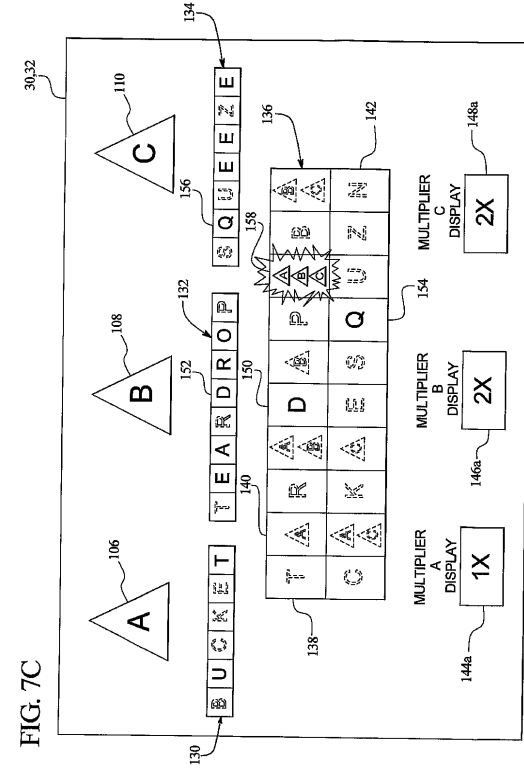 FIG. 7C
30,32
106 108 110
A B C
130 152 132 156 134
B U C K E T T E A R D R O P S Q U E E Z E
138 140 150 158 136
T A R A B D B P A B C B B C
C A C K C E S Q U Z N
154 142
MULTIPLIER A DISPLAY
MULTIPLIER B DISPLAY
MULTIPLIER C DISPLAY
1X 2X 2X
144a 146a 148a